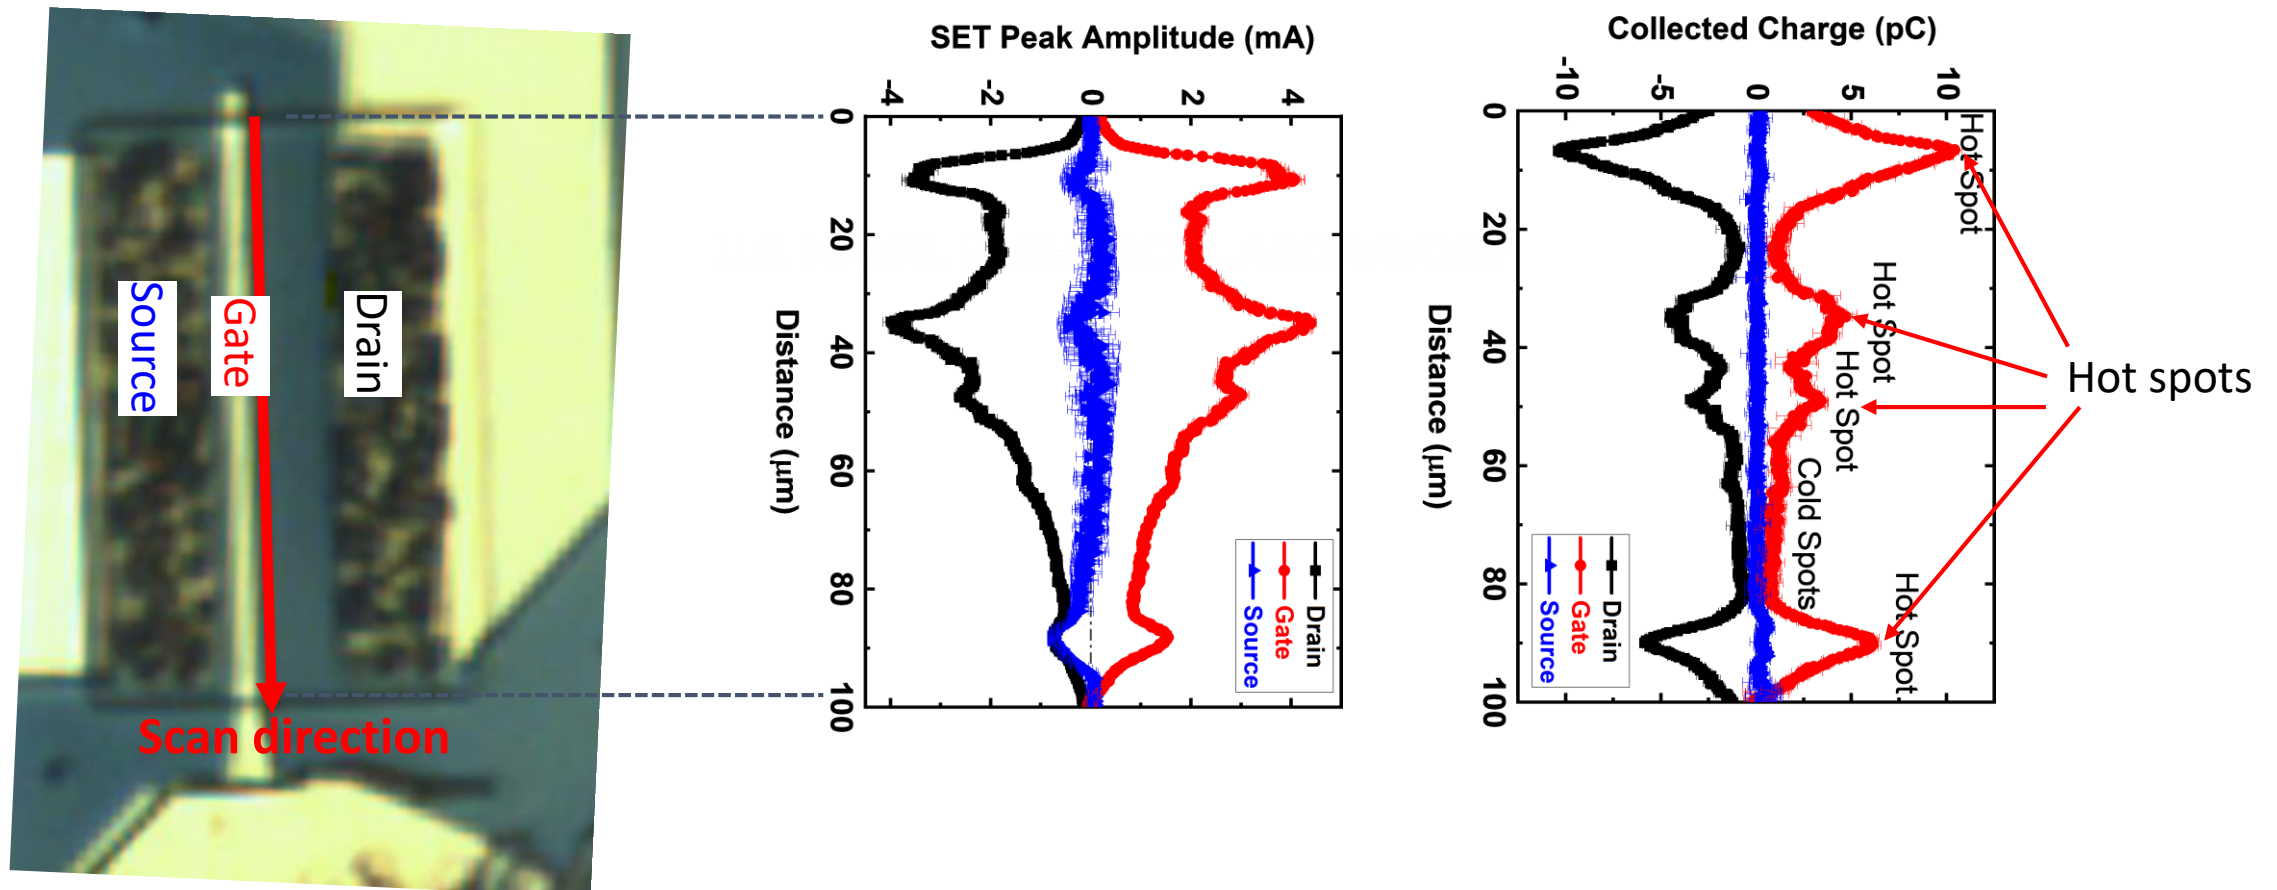 Source
Gate
Drain
Scan direction
SET Peak Amplitude (mA)
-4
-2
0
2
4
0
20
40
60
80
100
Distance (μm)
Drain
Gate
Source
Collected Charge (pC)
-10
-5
0
5
10
0
20
40
60
80
100
Distance (μm)
Hot Spot
Hot Spot
Hot Spot
Cold Spots
Hot Spot
Drain
Gate
Source
Hot spots